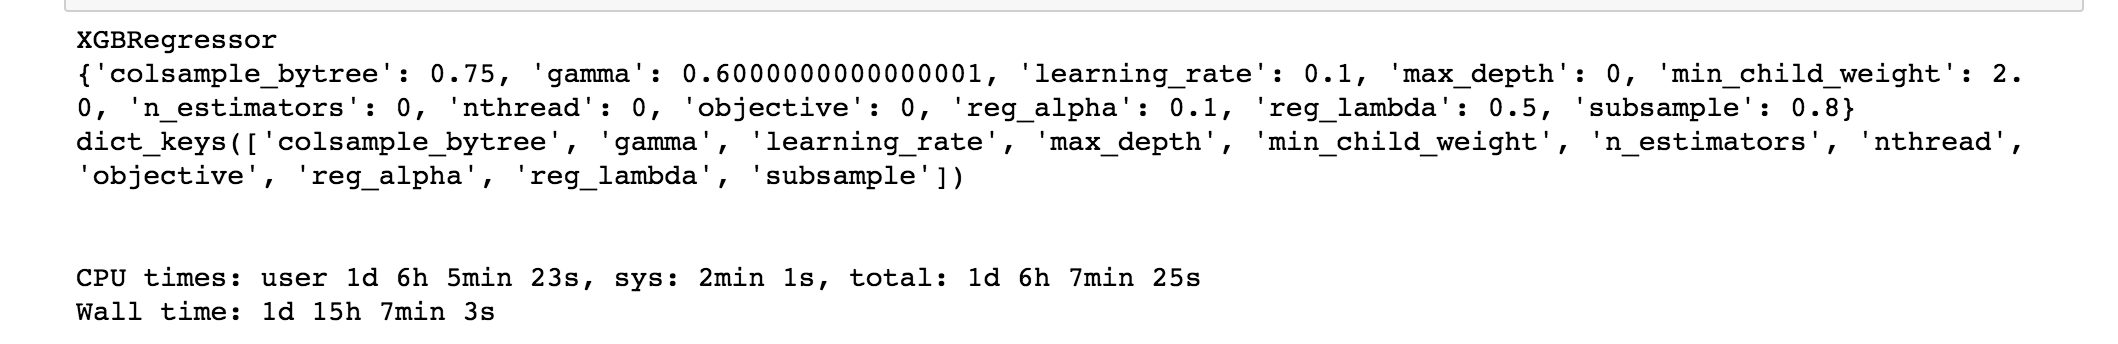 XGBRegressor
{'colsample_bytree': 0.75, 'gamma': 0.6000000000000001, 'learning_rate': 0.1, 'max_depth': 0, 'min_child_weight': 2.
0, 'n_estimators': 0, 'nthread': 0, 'objective': 0, 'reg_alpha': 0.1, 'reg_lambda': 0.5, 'subsample': 0.8}
dict_keys(['colsample_bytree', 'gamma', 'learning_rate', 'max_depth', 'min_child_weight', 'n_estimators', 'nthread',
'objective', 'reg_alpha', 'reg_lambda', 'subsample'])
CPU times: user 1d 6h 5min 23s, sys: 2min 1s, total: 1d 6h 7min 25s
Wall time: 1d 15h 7min 3s